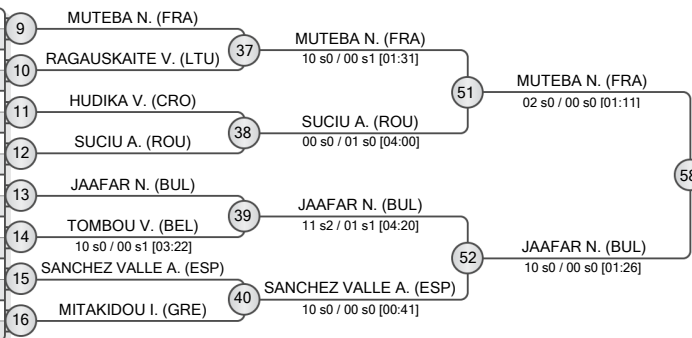 MUTEBA N. (FRA)
9
37
MUTEBA N. (FRA)
10 s0 / 00 s1 [01:31]
RAGAUSKAITE V. (LTU)
10
51
MUTEBA N. (FRA)
02 s0 / 00 s0 [01:11]
HUDIKA V. (CRO)
11
38
SUCIU A. (ROU)
00 s0 / 01 s0 [04:00]
SUCIU A. (ROU)
12
58
JAAFAR N. (BUL)
13
39
JAAFAR N. (BUL)
11 s2 / 01 s1 [04:20]
TOMBOU V. (BEL)
10 s0 / 00 s1 [03:22]
14
52
JAAFAR N. (BUL)
10 s0 / 00 s0 [01:26]
SANCHEZ VALLE A. (ESP)
15
40
SANCHEZ VALLE A. (ESP)
10 s0 / 00 s0 [00:41]
MITAKIDOU I. (GRE)
16